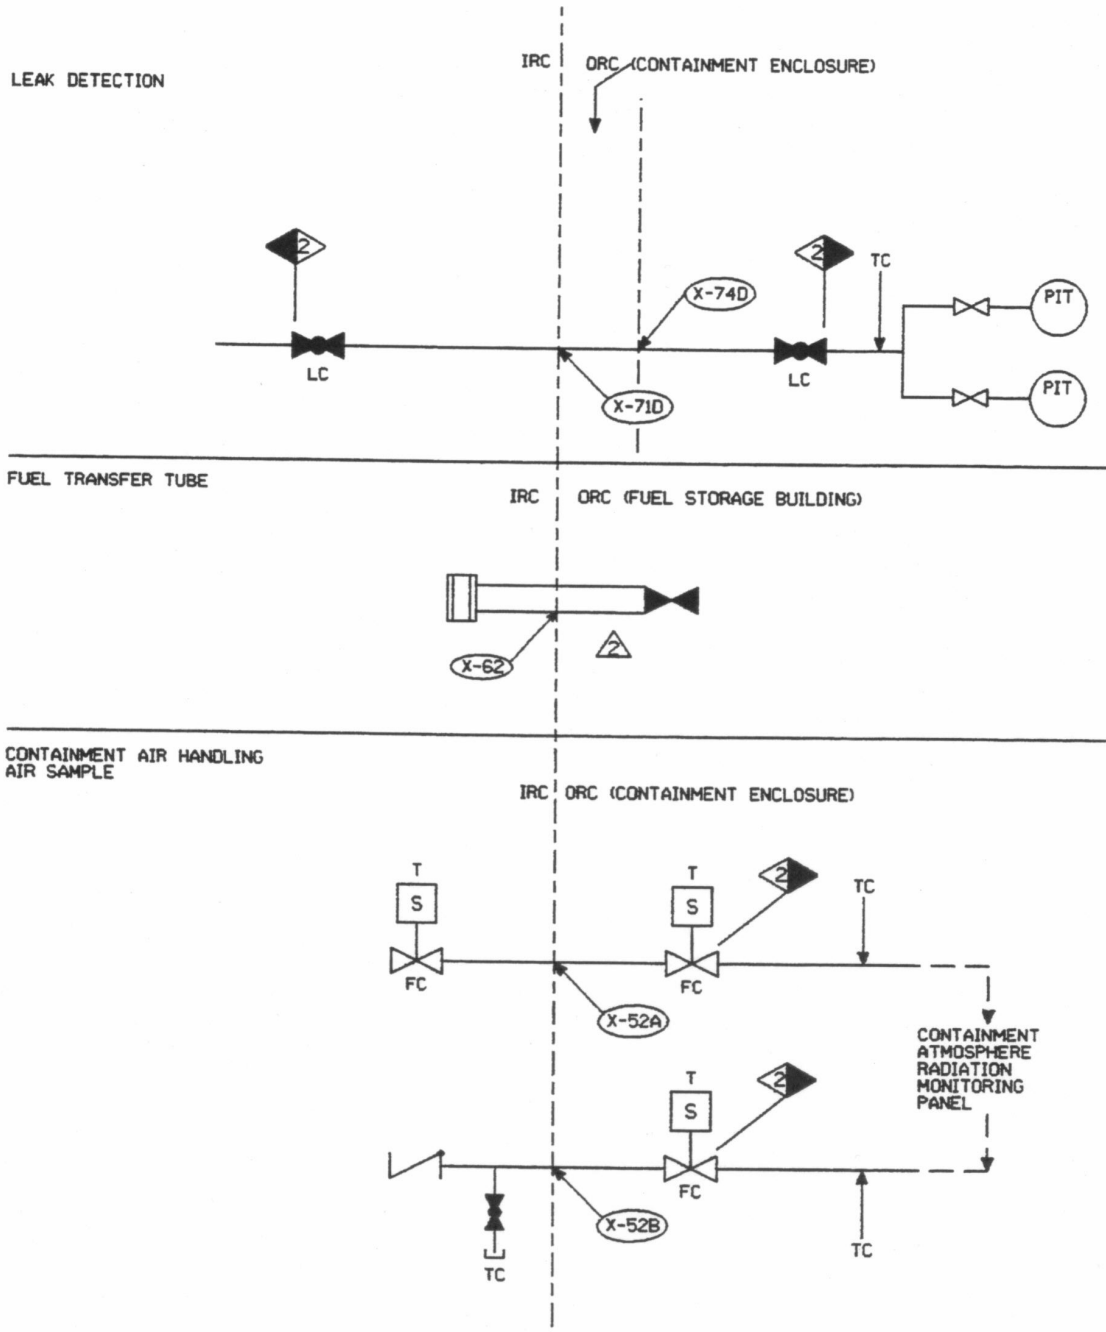 IRC ORC (CONTAINMENT ENCLOSURE)
LEAK DETECTION
2
2
TC
X-74D
PIT
LC
LC
X-71D
PIT
FUEL TRANSFER TUBE
IRC ORC (FUEL STORAGE BUILDING)
X-62
2
CONTAINMENT AIR HANDLING
AIR SAMPLE
IRC ORC (CONTAINMENT ENCLOSURE)
T
S
FC
T
S
FC
2
TC
X-52A
CONTAINMENT
ATMOSPHERE
RADIATION
MONITORING
PANEL
T
S
FC
2
X-52B
TC
TC